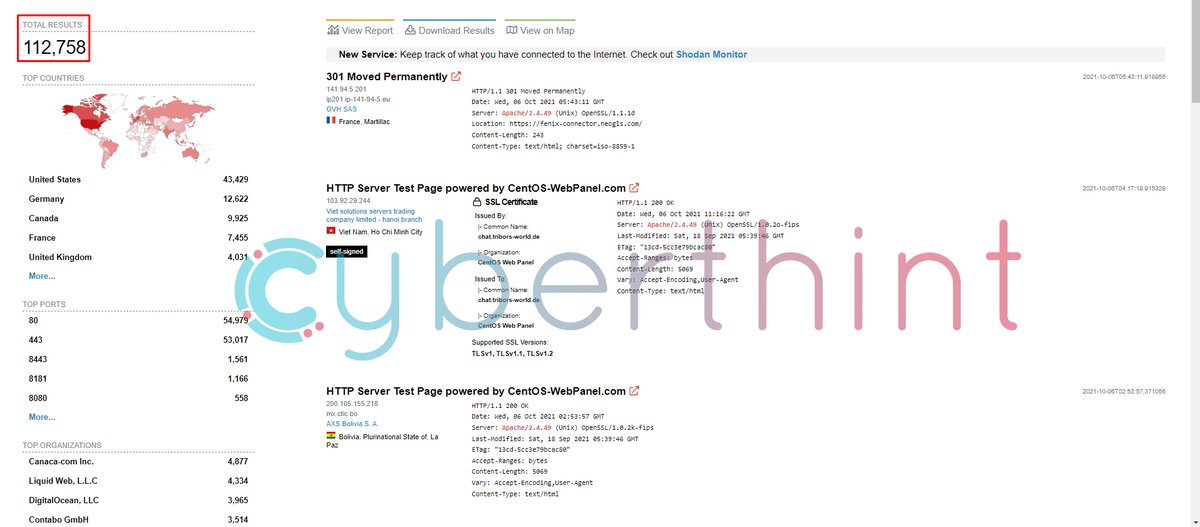 TOTAL RESULTS
112,758
TOP COUNTRIES
United States 43,429
Germany 12,622
Canada 9,925
France 7,455
United Kingdom 4,031
More...
TOP PORTS
80 54,979
443 53,017
8443 1,561
8181 1,166
8080 558
More...
TOP ORGANIZATIONS
Canaca-com Inc. 4,877
Liquid Web, L.L.C 4,334
DigitalOcean, LLC 3,965
Contabo GmbH 3,514
View Report Download Results View on Map
New Service: Keep track of what you have connected to the Internet. Check out Shodan Monitor
301 Moved Permanently
2021-10-06T05:43:11.918955
141.94.5.201
ip201.ip-141-94-5.eu
OVH SAS
France, Martillac
HTTP/1.1 301 Moved Permanently
Date: Wed, 06 Oct 2021 05:43:11 GMT
Server: Apache/2.4.49 (Unix) OpenSSL/1.1.1d
Location: https://fenix-connector.neogls.com/
Content-Length: 243
Content-Type: text/html; charset=iso-8859-1
HTTP Server Test Page powered by CentOS-WebPanel.com
2021-10-06T04:17:19.915329
103.92.29.244
Viet solutions servers trading
company limited - hanoi branch
Viet Nam, Ho Chi Minh City
self-signed
SSL Certificate
Issued By:
|- Common Name:
chat.tribors-world.de
|- Organization:
CentOS Web Panel
Issued To:
|- Common Name:
chat.tribors-world.de
|- Organization:
CentOS Web Panel
Supported SSL Versions:
TLSv1, TLSv1.1, TLSv1.2
HTTP/1.1 200 OK
Date: Wed, 06 Oct 2021 11:16:22 GMT
Server: Apache/2.4.49 (Unix) OpenSSL/1.0.2o-fips
Last-Modified: Sat, 18 Sep 2021 05:39:46 GMT
ETag: "13cd-5cc3e79bcac80"
Accept-Ranges: bytes
Content-Length: 5069
Vary: Accept-Encoding,User-Agent
Content-Type: text/html
cyberthint
HTTP Server Test Page powered by CentOS-WebPanel.com
2021-10-06T02:53:57.371056
200.105.155.218
mx.clic.bo
AXS Bolivia S. A.
Bolivia, Plurinational State of, La
Paz
HTTP/1.1 200 OK
Date: Wed, 06 Oct 2021 02:53:57 GMT
Server: Apache/2.4.49 (Unix) OpenSSL/1.0.2k-fips
Last-Modified: Sat, 18 Sep 2021 05:39:46 GMT
ETag: "13cd-5cc3e79bcac80"
Accept-Ranges: bytes
Content-Length: 5069
Vary: Accept-Encoding,User-Agent
Content-Type: text/html